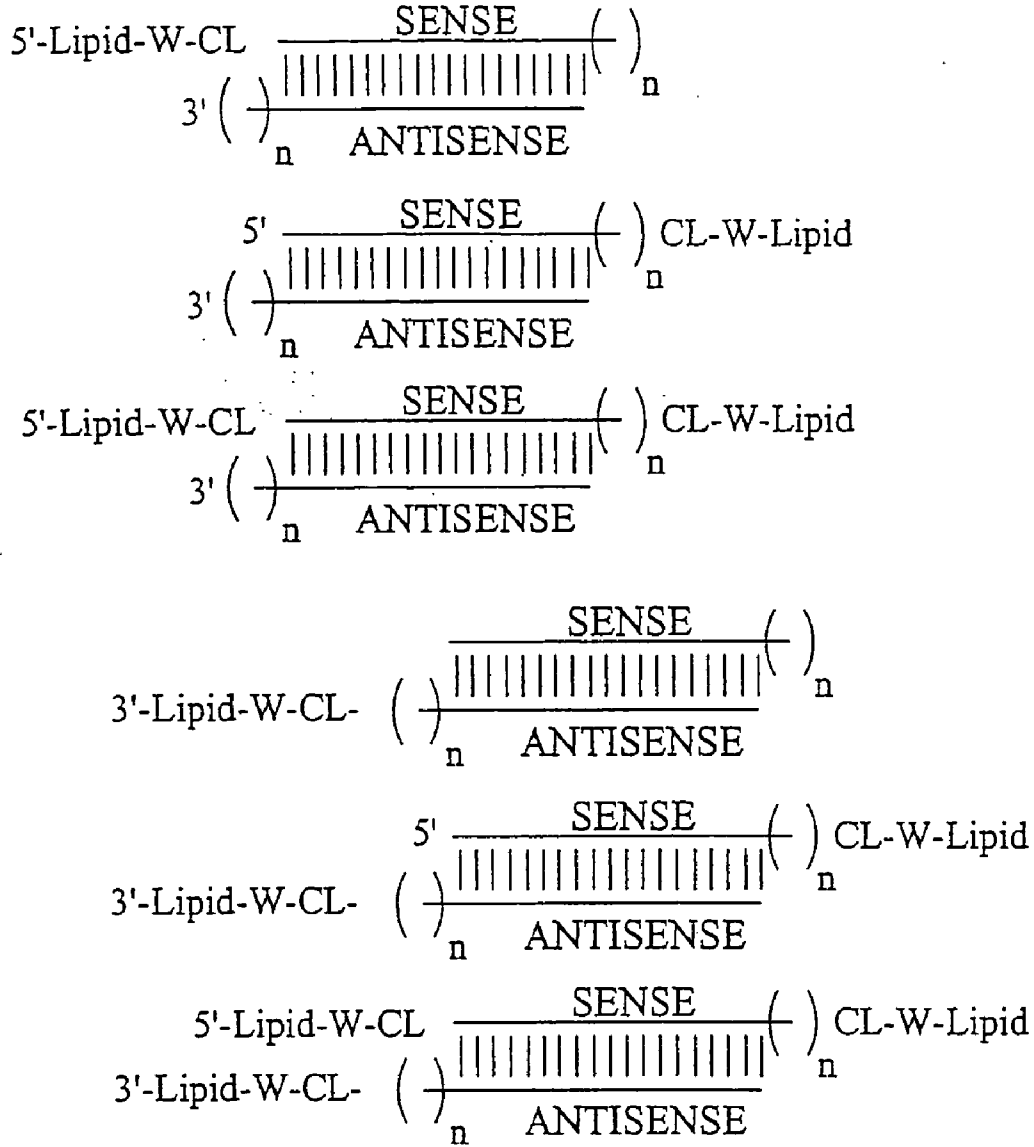 5'-Lipid-W-CL SENSE ( )n
3' ( )n ANTISENSE
5' SENSE ( )n CL-W-Lipid
3' ( )n ANTISENSE
5'-Lipid-W-CL SENSE ( )n CL-W-Lipid
3' ( )n ANTISENSE
SENSE ( )n
3'-Lipid-W-CL- ( )n ANTISENSE
5' SENSE ( )n CL-W-Lipid
3'-Lipid-W-CL- ( )n ANTISENSE
5'-Lipid-W-CL SENSE ( )n CL-W-Lipid
3'-Lipid-W-CL- ( )n ANTISENSE